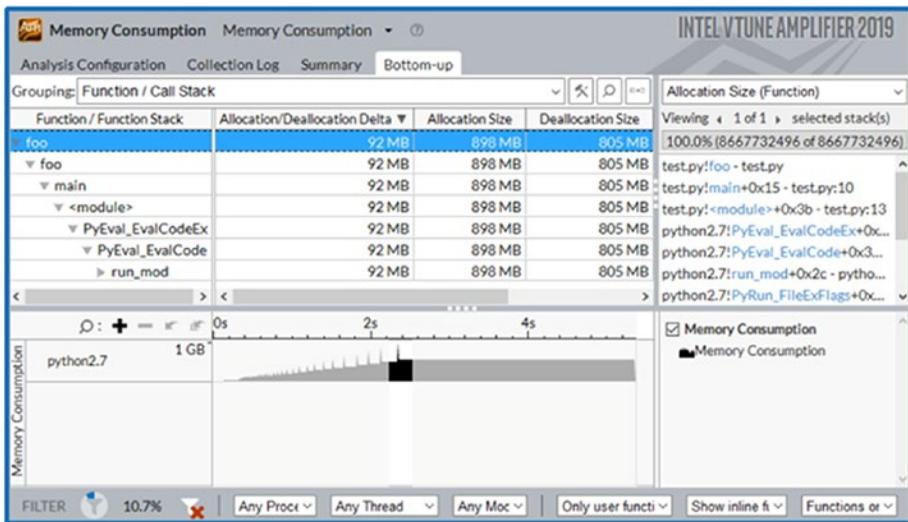 Memory Consumption Memory Consumption INTEL VTUNE AMPLIFIER 2019
Analysis Configuration Collection Log Summary Bottom-up
Grouping: Function / Call Stack
Allocation Size (Function)
Function / Function Stack Allocation/Deallocation Delta ▼ Allocation Size Deallocation Size
Viewing 1 of 1 selected stack(s)
foo 92 MB 898 MB 805 MB
100.0% (8667732496 of 8667732496)
foo 92 MB 898 MB 805 MB
test.py!foo - test.py
main 92 MB 898 MB 805 MB
test.py!main+0x15 - test.py:10
<module> 92 MB 898 MB 805 MB
test.py!<module>+0x3b - test.py:13
PyEval_EvalCodeEx 92 MB 898 MB 805 MB
python2.7!PyEval_EvalCodeEx+0x...
PyEval_EvalCode 92 MB 898 MB 805 MB
python2.7!PyEval_EvalCode+0x3...
run_mod 92 MB 898 MB 805 MB
python2.7!run_mod+0x2c - pytho...
python2.7!PyRun_FileExFlags+0x...
0s 2s 4s
Memory Consumption
python2.7 1 GB
Memory Consumption
Memory Consumption
FILTER 10.7% Any Proce Any Thread Any Moc Only user functi Show inline fu Functions or